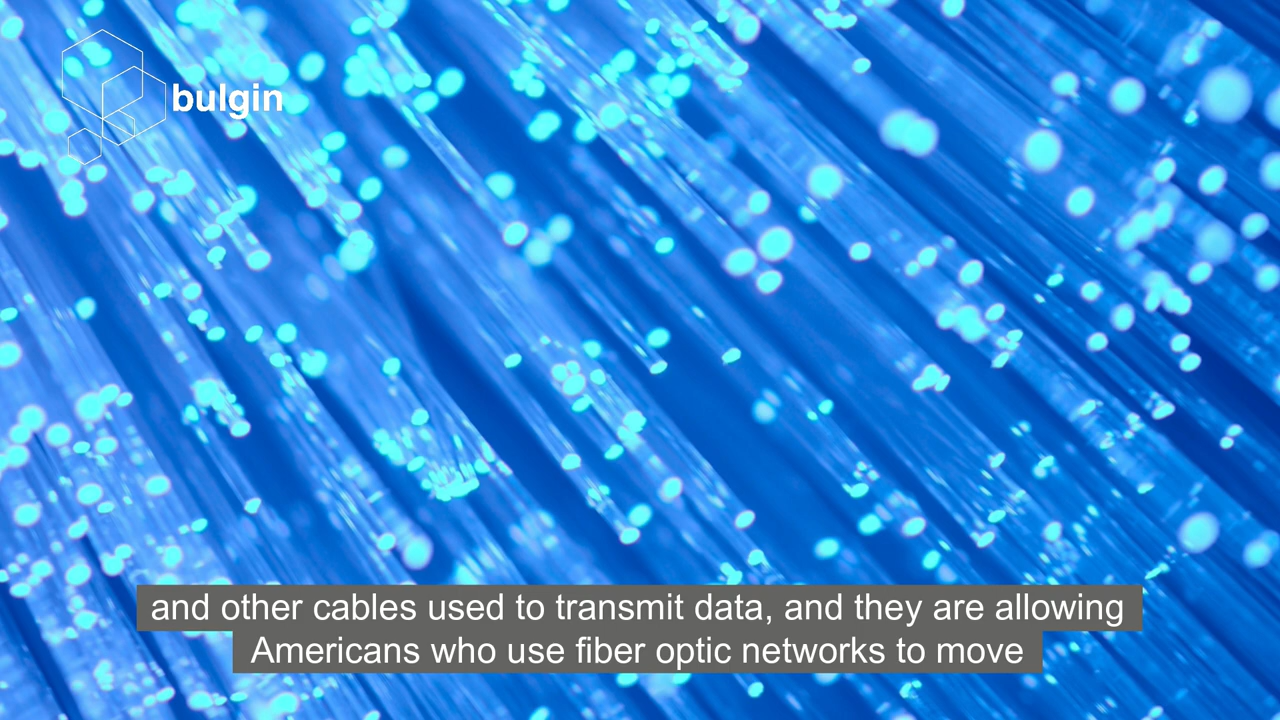 bulgin
and other cables used to transmit data, and they are allowing
Americans who use fiber optic networks to move